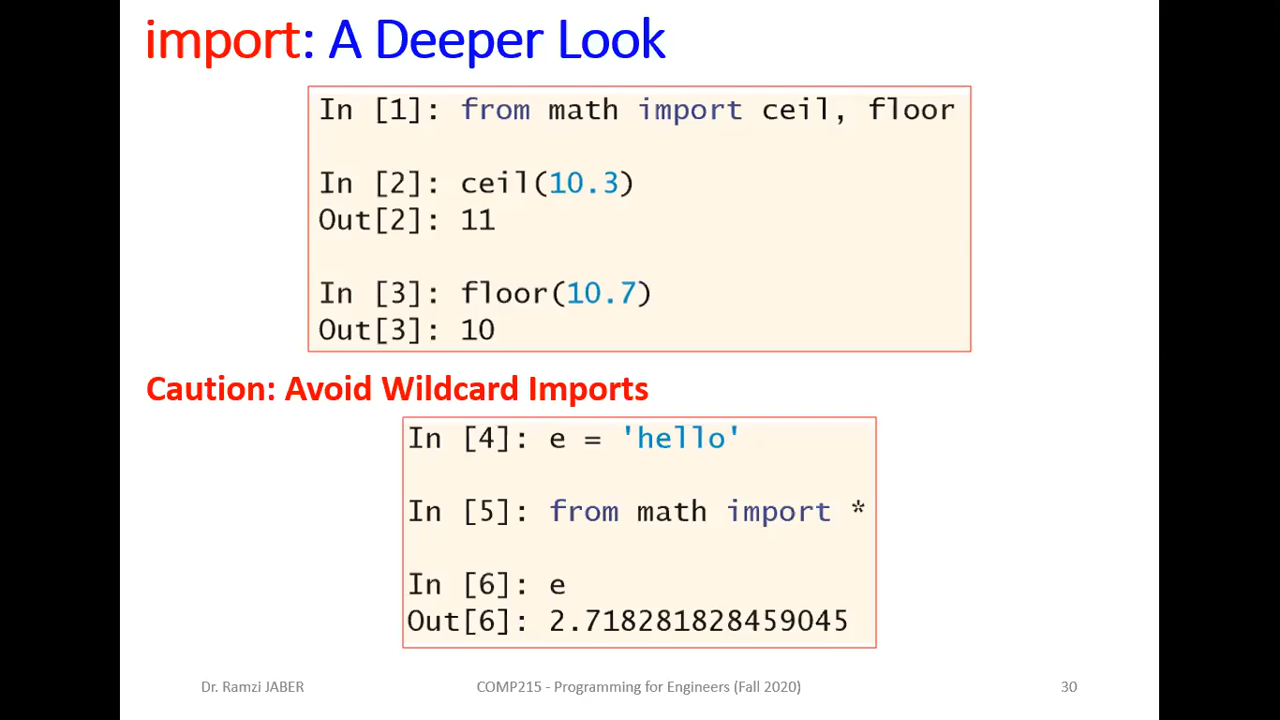 import: A Deeper Look
In [1]: from math import ceil, floor
In [2]: ceil(10.3)
Out[2]: 11
In [3]: floor(10.7)
Out[3]: 10
Caution: Avoid Wildcard Imports
In [4]: e = 'hello'
In [5]: from math import *
In [6]: e
Out[6]: 2.718281828459045
Dr. Ramzi JABER COMP215 - Programming for Engineers (Fall 2020) 30